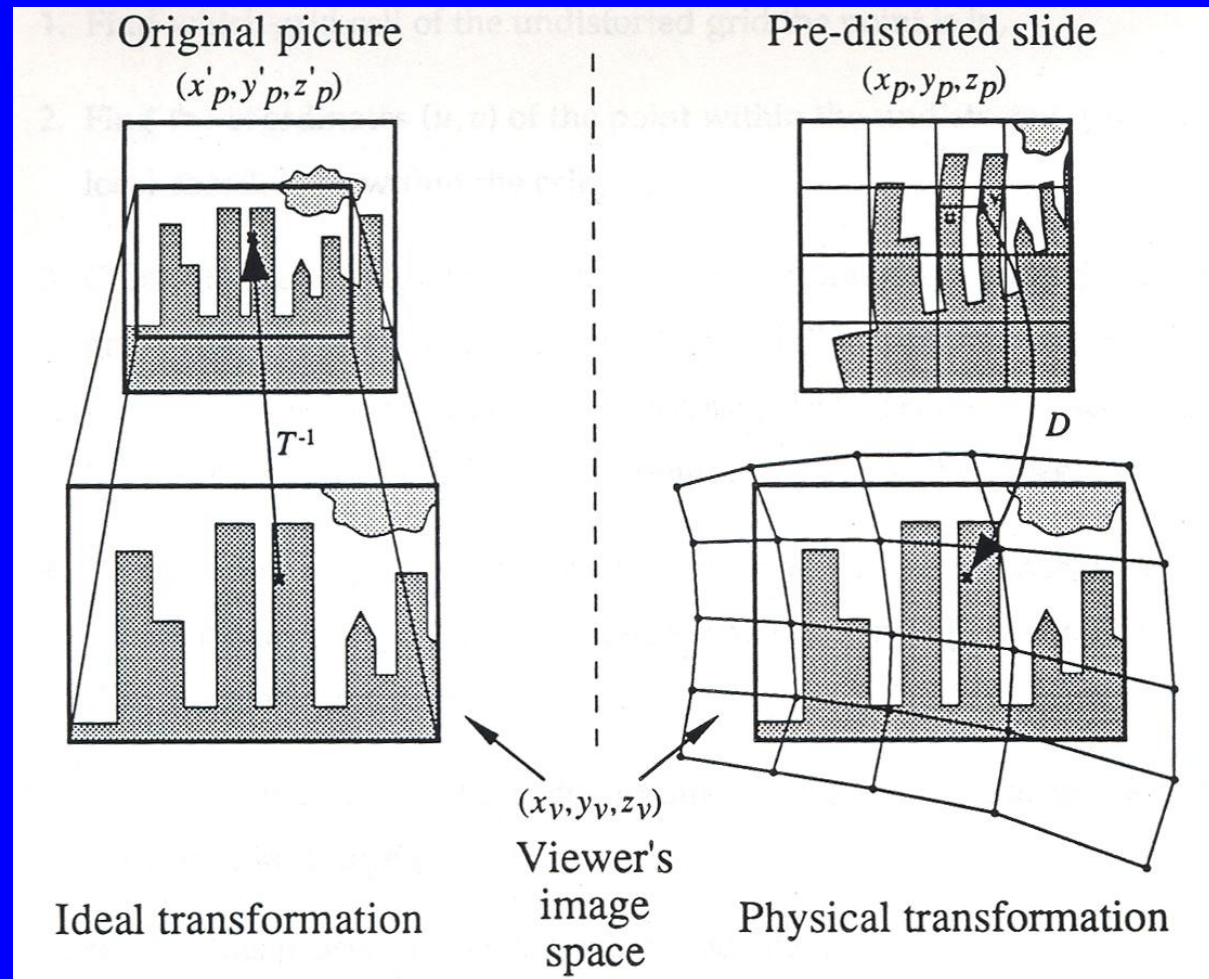 Original picture
(x'p,y'p,z'p)
Pre-distorted slide
(xp,yp,zp)
u
v
T-1
D
(xv,yv,zv)
Viewer's
image
space
Ideal transformation
Physical transformation